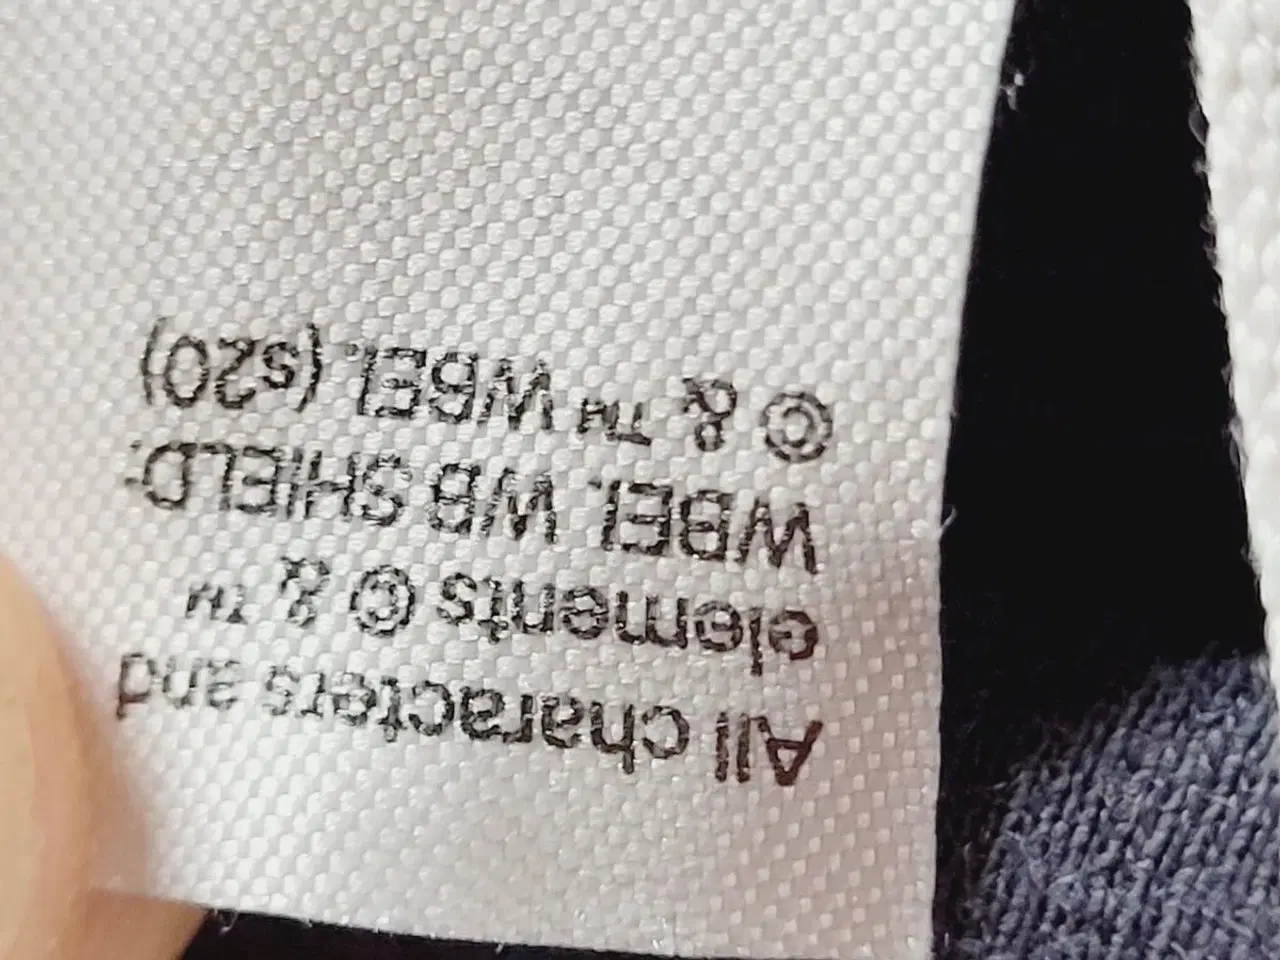 All characters and
elements © & ™
WBEI. WB SHIELD:
© & ™ WBEI. (s20)